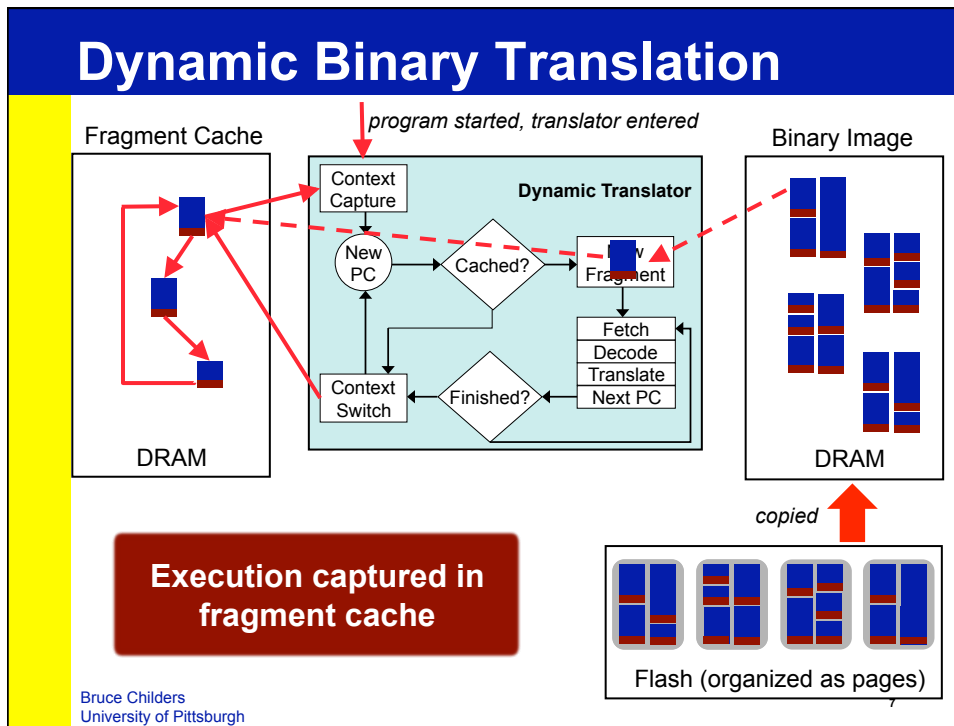 Dynamic Binary Translation
program started, translator entered
Fragment Cache
Binary Image
Context
Capture
Dynamic Translator
New
PC
Cached?
Fragment
Fetch
Decode
Translate
Next PC
Context
Switch
Finished?
DRAM
DRAM
copied
Execution captured in
fragment cache
Flash (organized as pages)
Bruce Childers
University of Pittsburgh
7